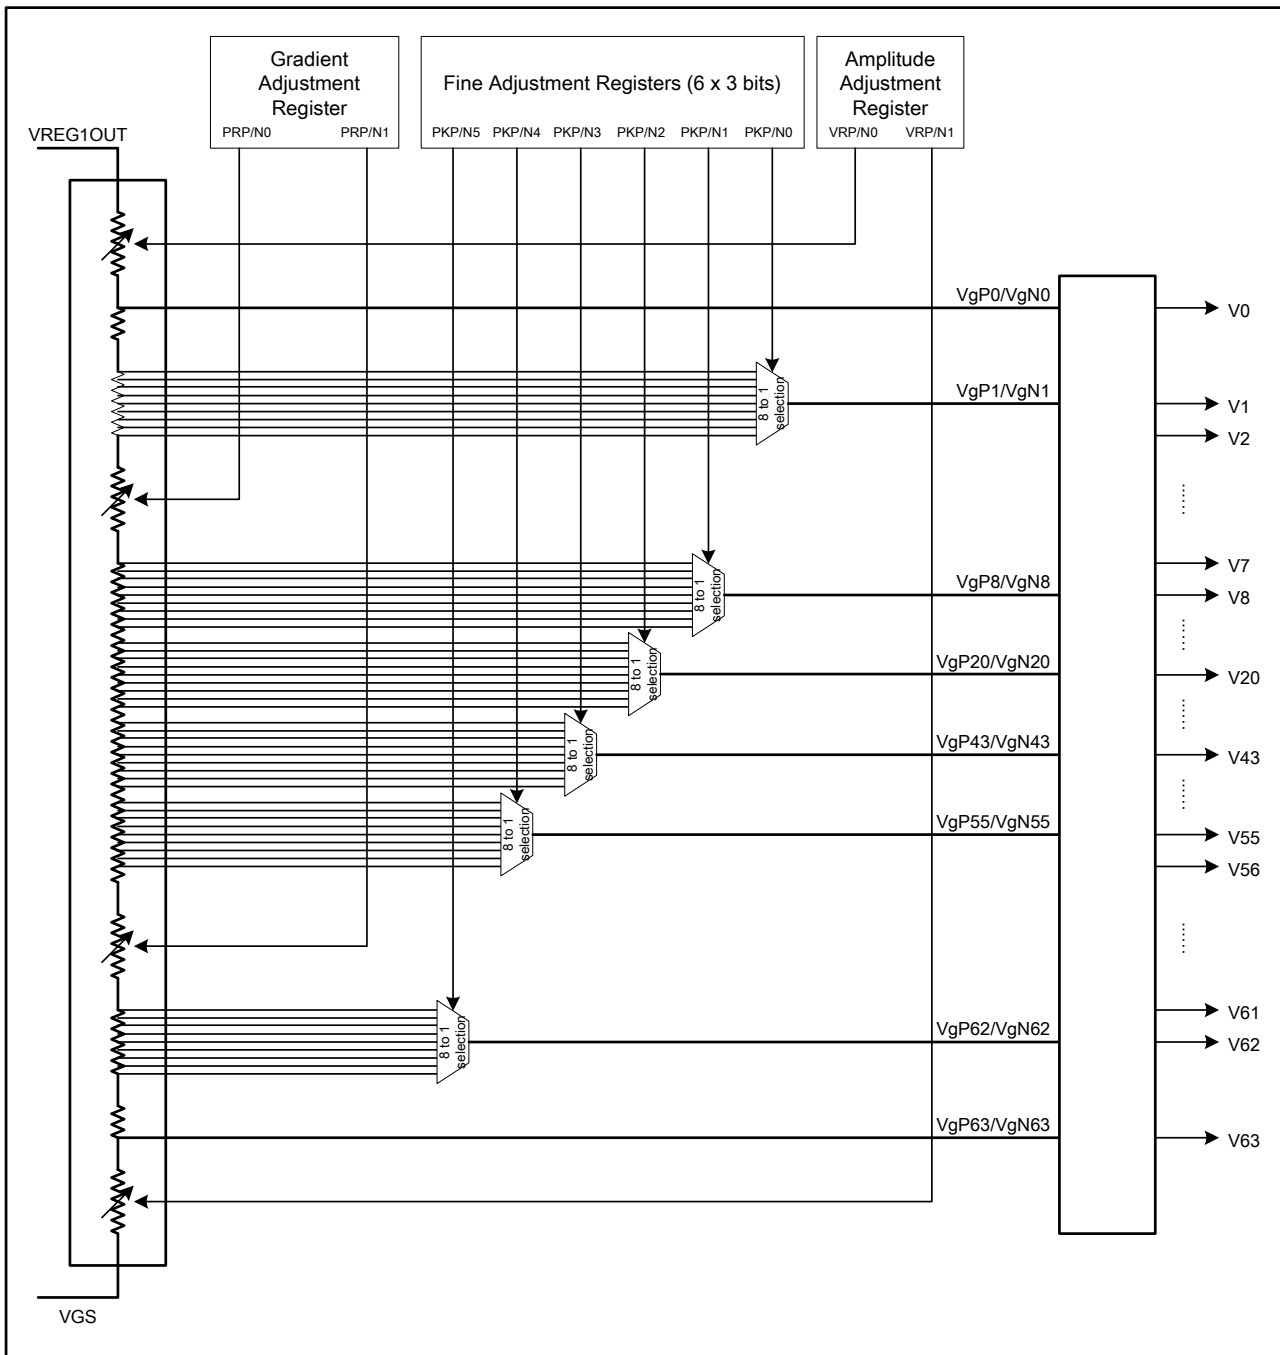 Gradient
Adjustment
Register
PRP/N0 PRP/N1
Fine Adjustment Registers (6 x 3 bits)
PKP/N5 PKP/N4 PKP/N3 PKP/N2 PKP/N1 PKP/N0
Amplitude
Adjustment
Register
VRP/N0 VRP/N1
VREG1OUT
VgP0/VgN0
V0
8 to 1
selection
VgP1/VgN1
V1
V2
V7
8 to 1
selection
VgP8/VgN8
V8
8 to 1
selection
VgP20/VgN20
V20
8 to 1
selection
VgP43/VgN43
V43
8 to 1
selection
VgP55/VgN55
V55
V56
V61
8 to 1
selection
VgP62/VgN62
V62
VgP63/VgN63
V63
VGS